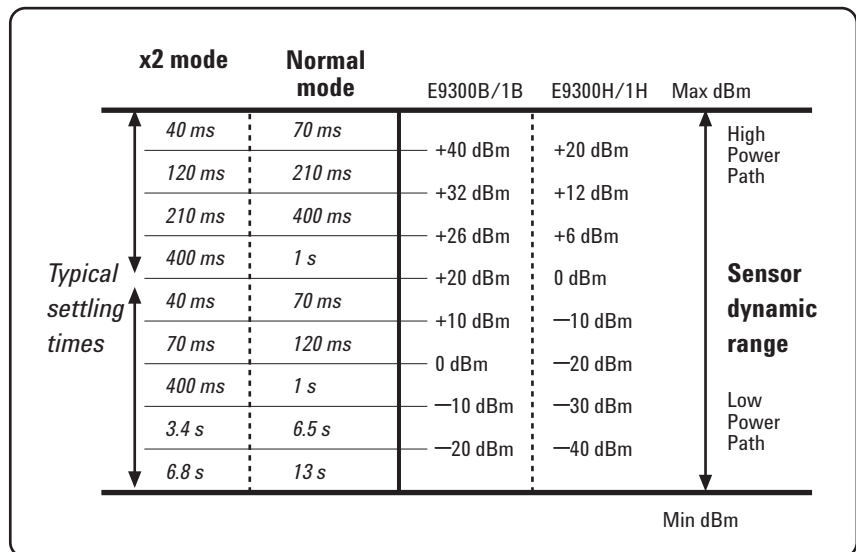 x2 mode Normal mode E9300B/1B E9300H/1H Max dBm
40 ms 70 ms
+40 dBm +20 dBm
120 ms 210 ms
+32 dBm +12 dBm
210 ms 400 ms
+26 dBm +6 dBm
400 ms 1 s
+20 dBm 0 dBm
40 ms 70 ms
+10 dBm —10 dBm
70 ms 120 ms
0 dBm —20 dBm
400 ms 1 s
—10 dBm —30 dBm
3.4 s 6.5 s
—20 dBm —40 dBm
6.8 s 13 s
Typical
settling
times
High
Power
Path
Sensor
dynamic
range
Low
Power
Path
Min dBm